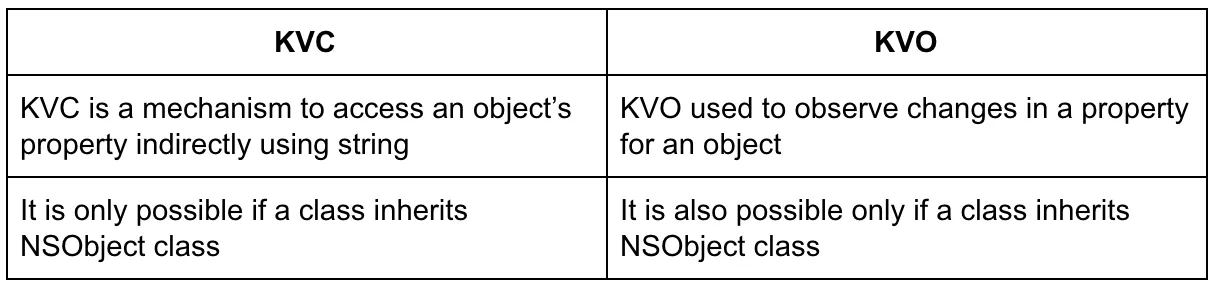 KVC
KVO
KVC is a mechanism to access an object’s
property indirectly using string
KVO used to observe changes in a property
for an object
It is only possible if a class inherits
NSObject class
It is also possible only if a class inherits
NSObject class